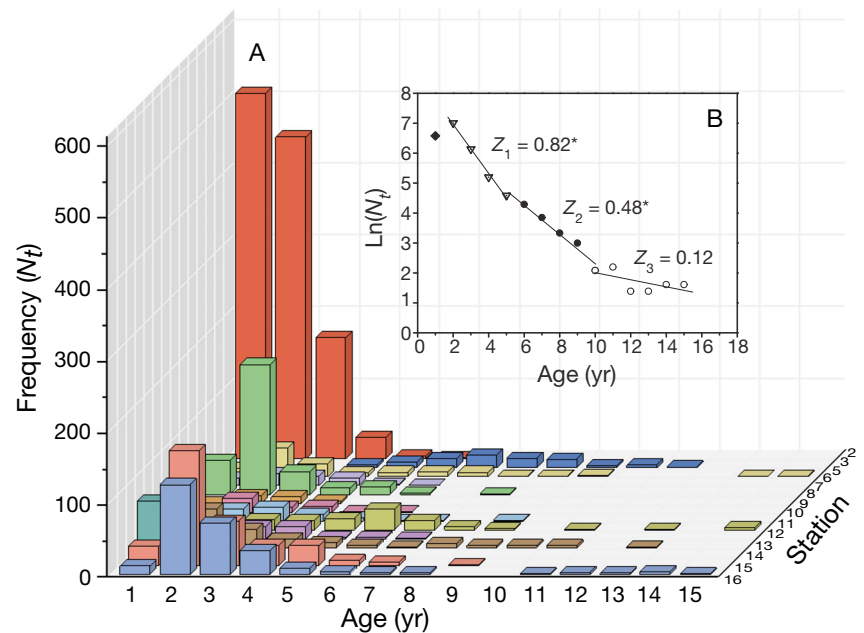 A
B
600
500
400
300
200
100
0
Frequency (Nt)
1 2 3 4 5 6 7 8 9 10 11 12 13 14 15
Age (yr)
2
3
5
6
7
8
9
10
11
12
13
14
15
16
Station
8
7
6
5
4
3
2
1
0
Ln(Nt)
Z1 = 0.82*
Z2 = 0.48*
Z3 = 0.12
0 2 4 6 8 10 12 14 16 18
Age (yr)